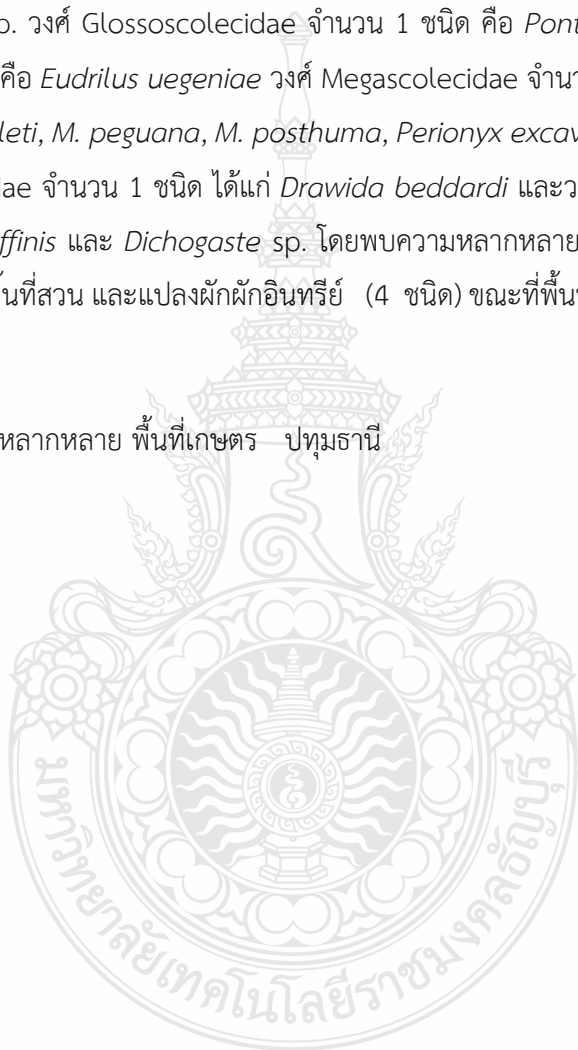 p. วงศ์ Glossoscolecidae จำนวน 1 ชนิด คือ Pont
คือ Eudrilus uegeniae วงศ์ Megascolecidae จำนว
leti, M. peguana, M. posthuma, Perionyx excav
dae จำนวน 1 ชนิด ได้แก่ Drawida beddardi และว
ffinis และ Dichogaste sp. โดยพบความหลากหลาย
้นที่สวน และแปลงผักผักอินทรีย์ (4 ชนิด) ขณะที่พื้นท
หลากหลาย พื้นที่เกษตร ปทุมธานี
มหาวิทยาลัยเทคโนโลยีราชมงคลธัญบุรี